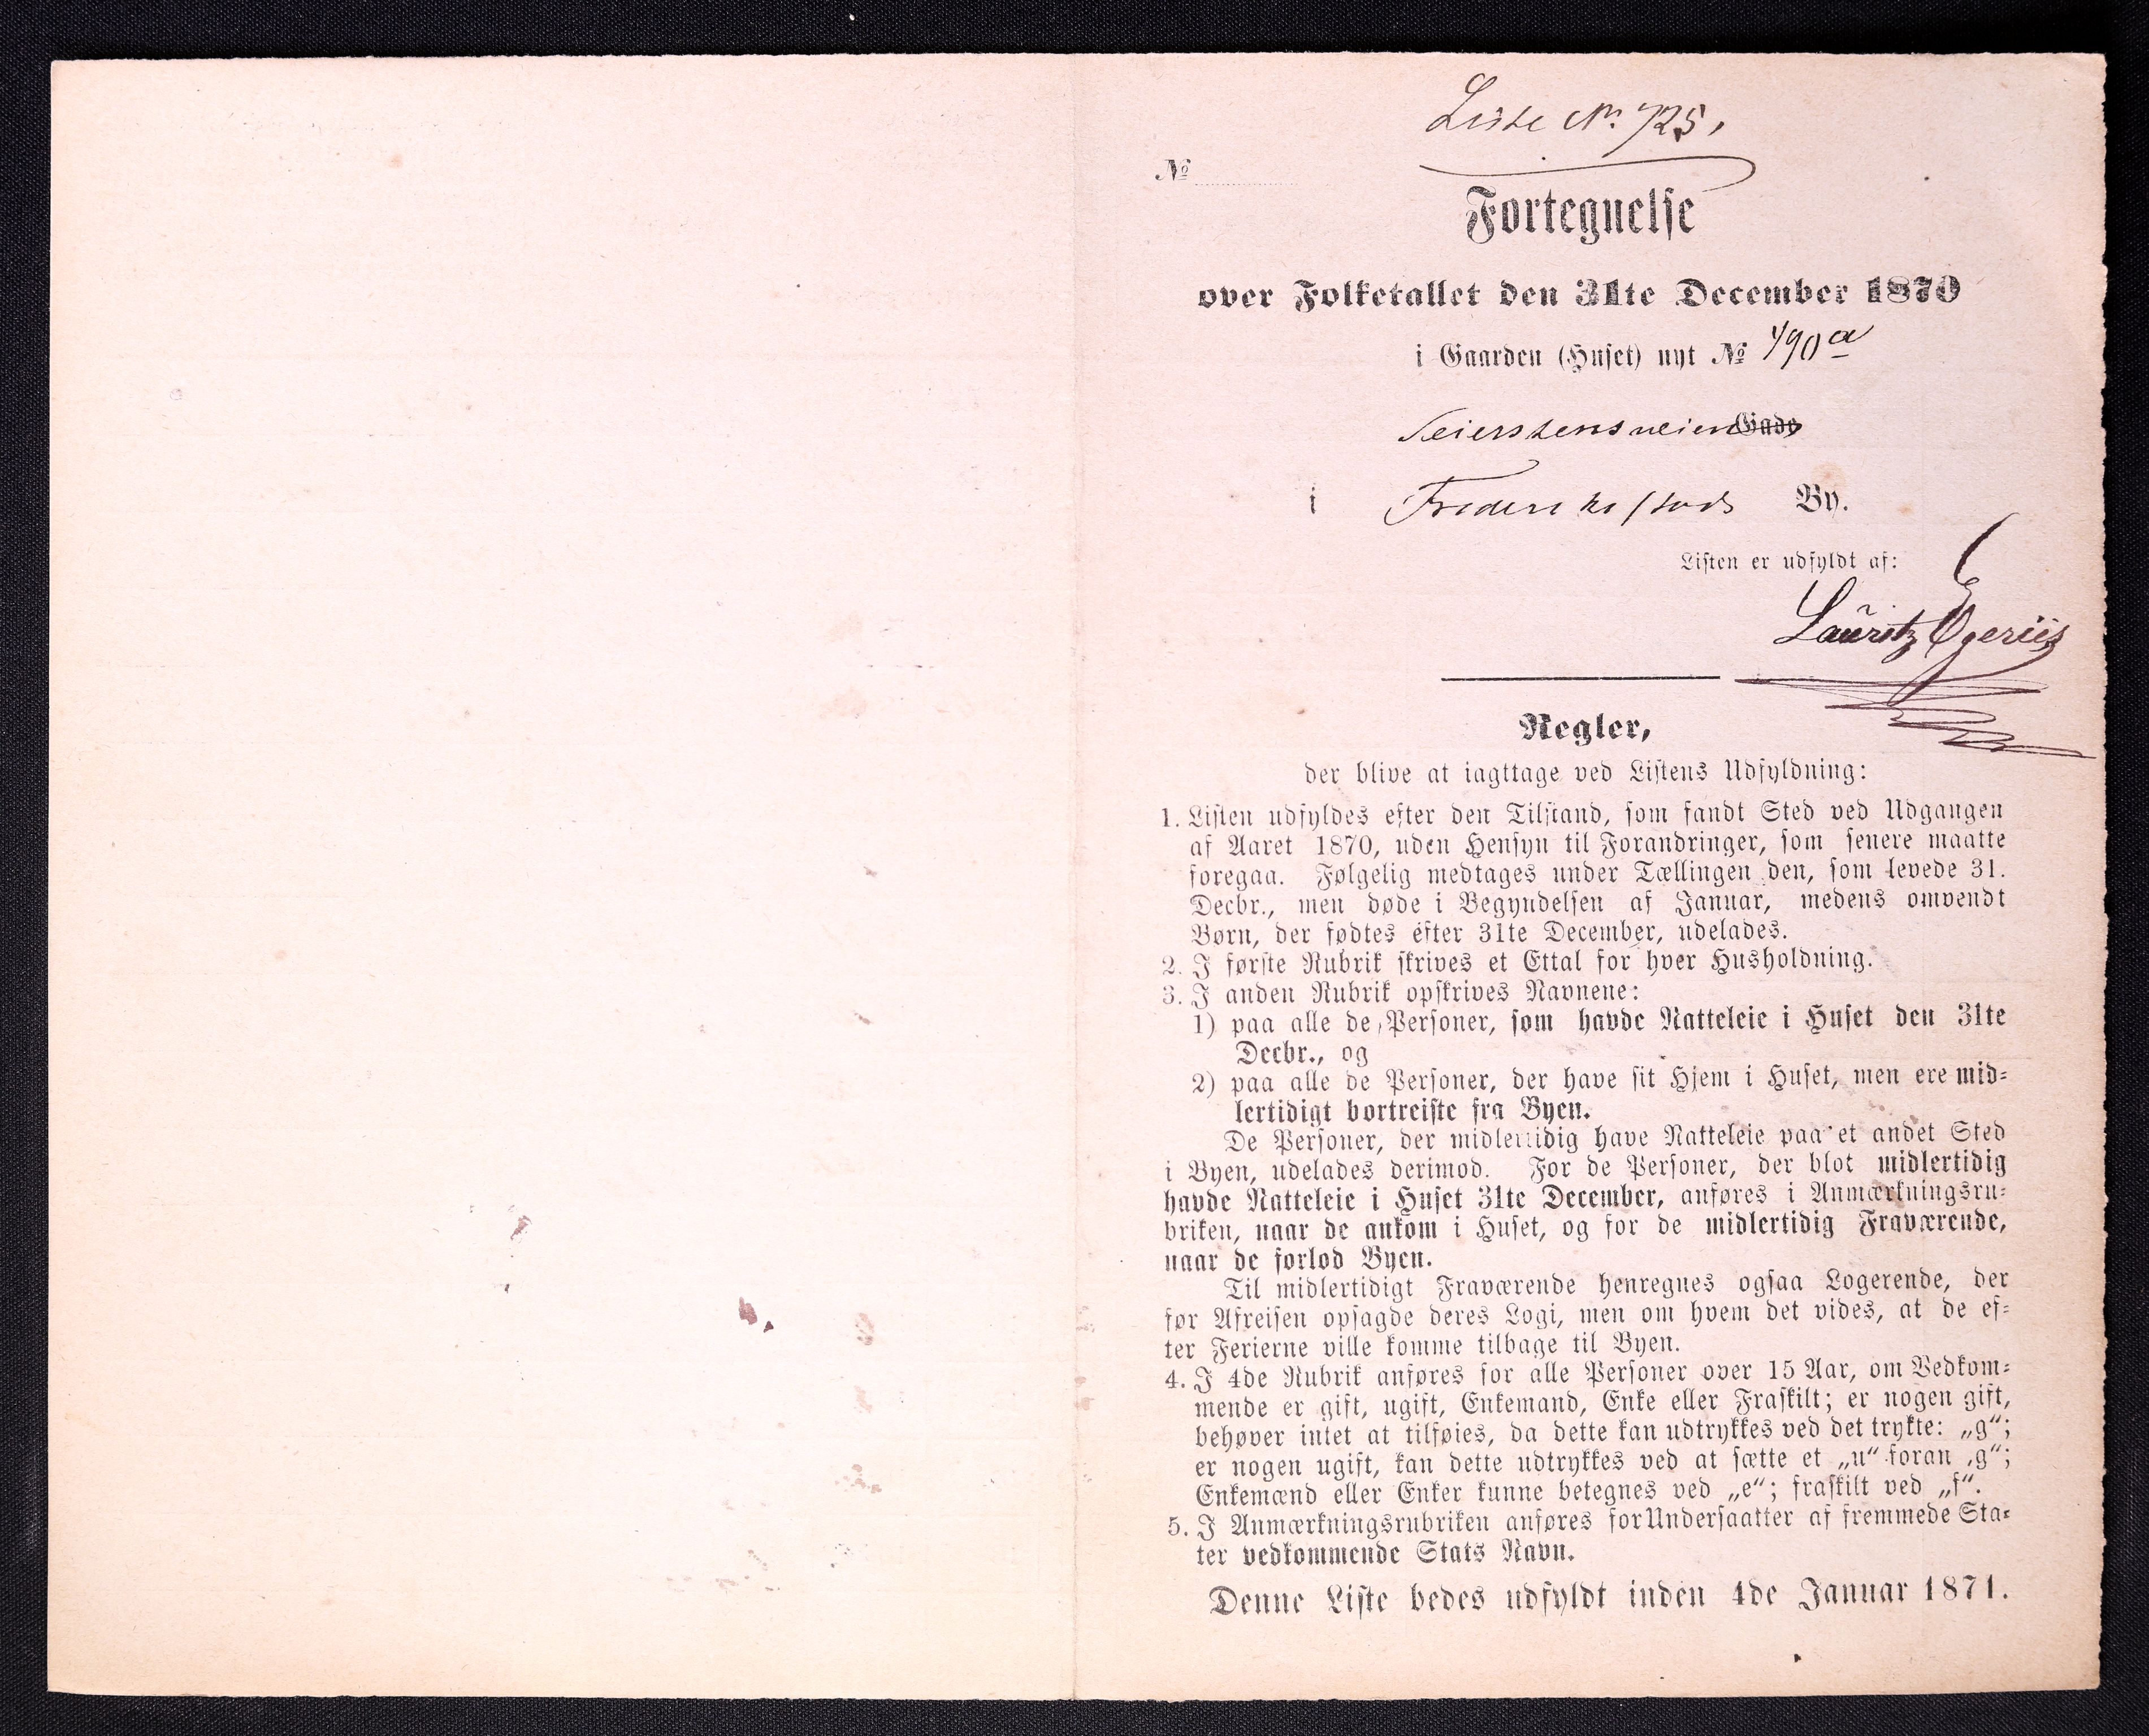 Liste No. 725.
No
Fortegnelse
over Folketallet den 31te December 1870
i Gaarden (Huset) nyt No 490a
Seierstensveien Gade
i Frederikssstads By.
Listen er udfyldt af:
Lauritz
Regler,
der blive at iagttage ved Listens Udfyldning:
1. Listen udfyldes efter den Tilstand, som fandt Sted ved Udgangen
af Aaret 1870, uden Hensyn til Forandringer, som senere maatte
foregaa. Følgelig medtages under Tællingen den, som levede 31.
Decbr., men døde i Begyndelsen af Januar, medens omvendt
Børn, der fødtes efter 31te December, udelades.
2. I første Rubrik skrives et Ettal for hver Husholdning.
3. I anden Rubrik opskrives Navnene:
1) paa alle de Personer, som havde Natteleie i Huset den 31te
Decbr., og
2) paa alle de Personer, der have sit Hjem i Huset, men ere mid-
lertidigt bortreiste fra Byen.
De Personer, der midlertidig have Natteleie paa et andet Sted
i Byen, udelades derimod. For de Personer, der blot midlertidig
havde Natteleie i Huset 31te December, anføres i Anmærkningsru-
briken, naar de ankom i Huset, og for de midlertidig Fraværende,
naar de forlod Byen.
Til midlertidigt Fraværende henregnes ogsaa Logerende, der
før Afreisen opsagde deres Logi, men om hvem det vides, at de ef-
ter Ferierne ville komme tilbage til Byen.
4. I 4de Rubrik anføres for alle Personer over 15 Aar, om Vedkom-
mende er gift, ugift, Enkemand, Enke eller Fraskilt; er nogen gift,
behøver intet at tilføies, da dette kan udtrykkes ved det trykte: „g“;
er nogen ugift, kan dette udtrykkes ved at sætte et „u“ foran „g“;
Enkemænd eller Enker kunne betegnes ved „e“; fraskilt ved „f“.
5. I Anmærkningsrubriken anføres for Undersaatter af fremmede Sta-
ter vedkommende Stats Navn.
Denne Liste bedes udfyldt inden 4de Januar 1871.